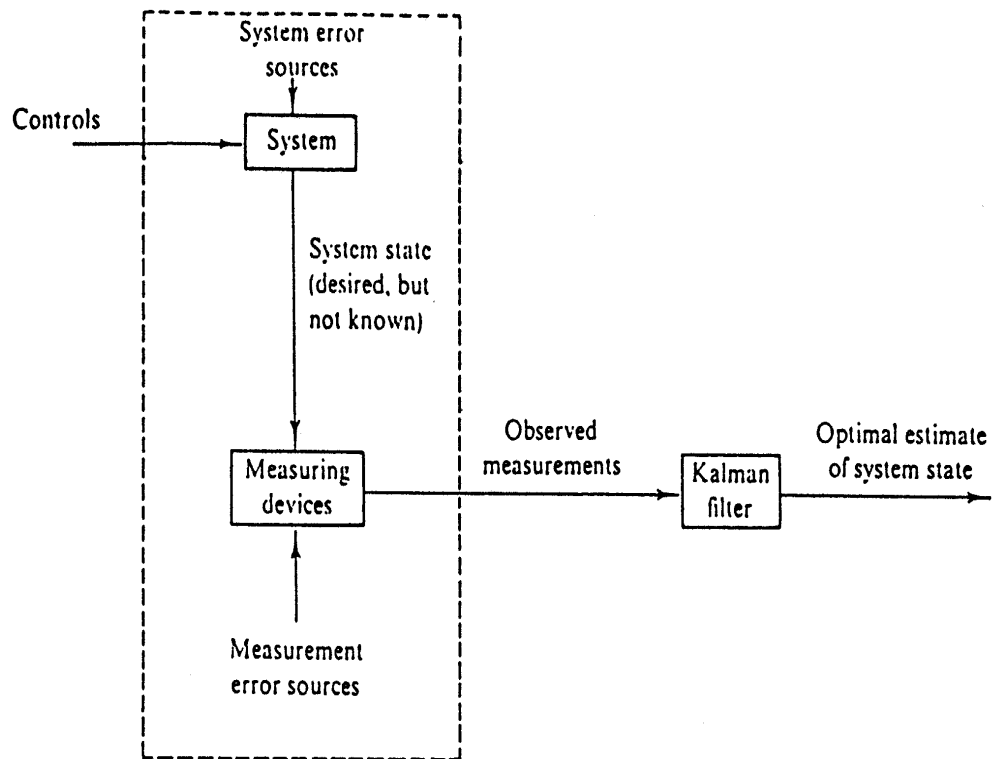 System error
sources
Controls
System
System state
(desired, but
not known)
Measuring
devices
Observed
measurements
Kalman
filter
Optimal estimate
of system state
Measurement
error sources